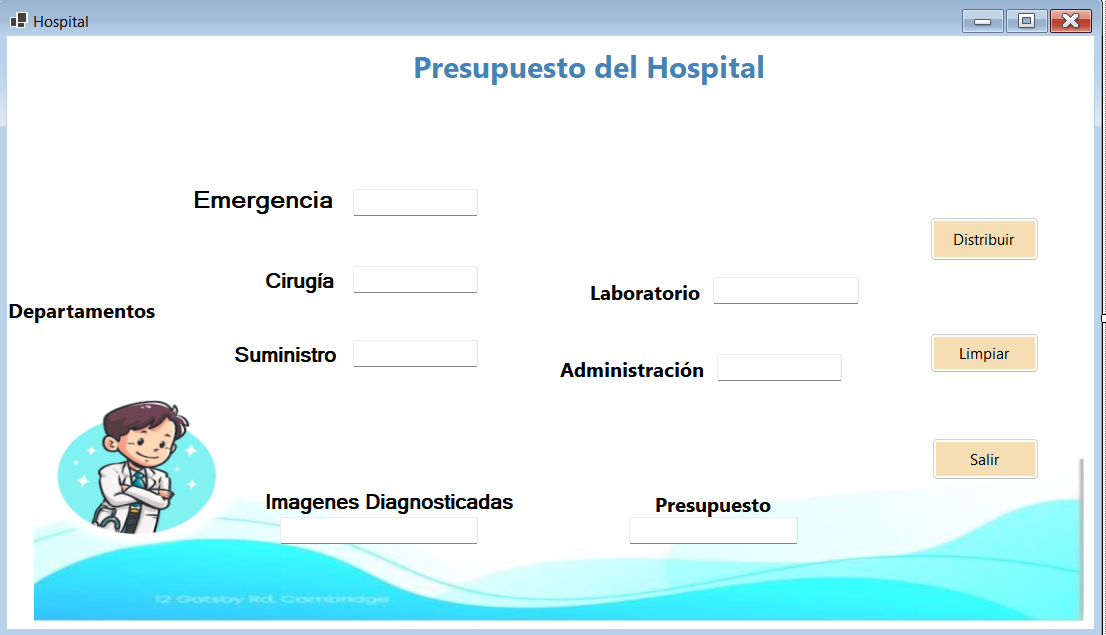 Hospital
Presupuesto del Hospital
Emergencia
Distribuir
Cirugía
Laboratorio
Departamentos
Suministro
Limpiar
Administración
Salir
Imagenes Diagnosticadas
Presupuesto
12 Gatsby Rd, Cambridge